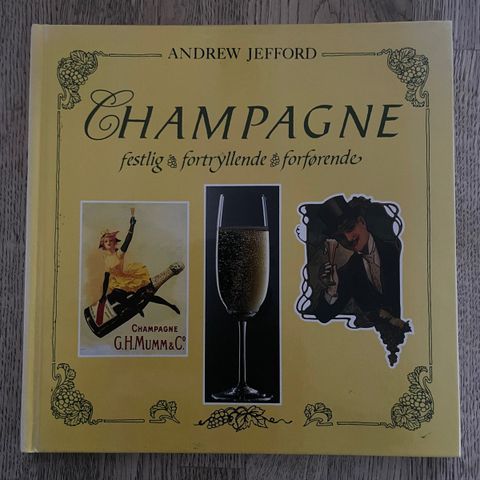 ANDREW JEFFORD
CHAMPAGNE
festlig fortryllende forførende
CHAMPAGNE
G.H.MUMM & Cº